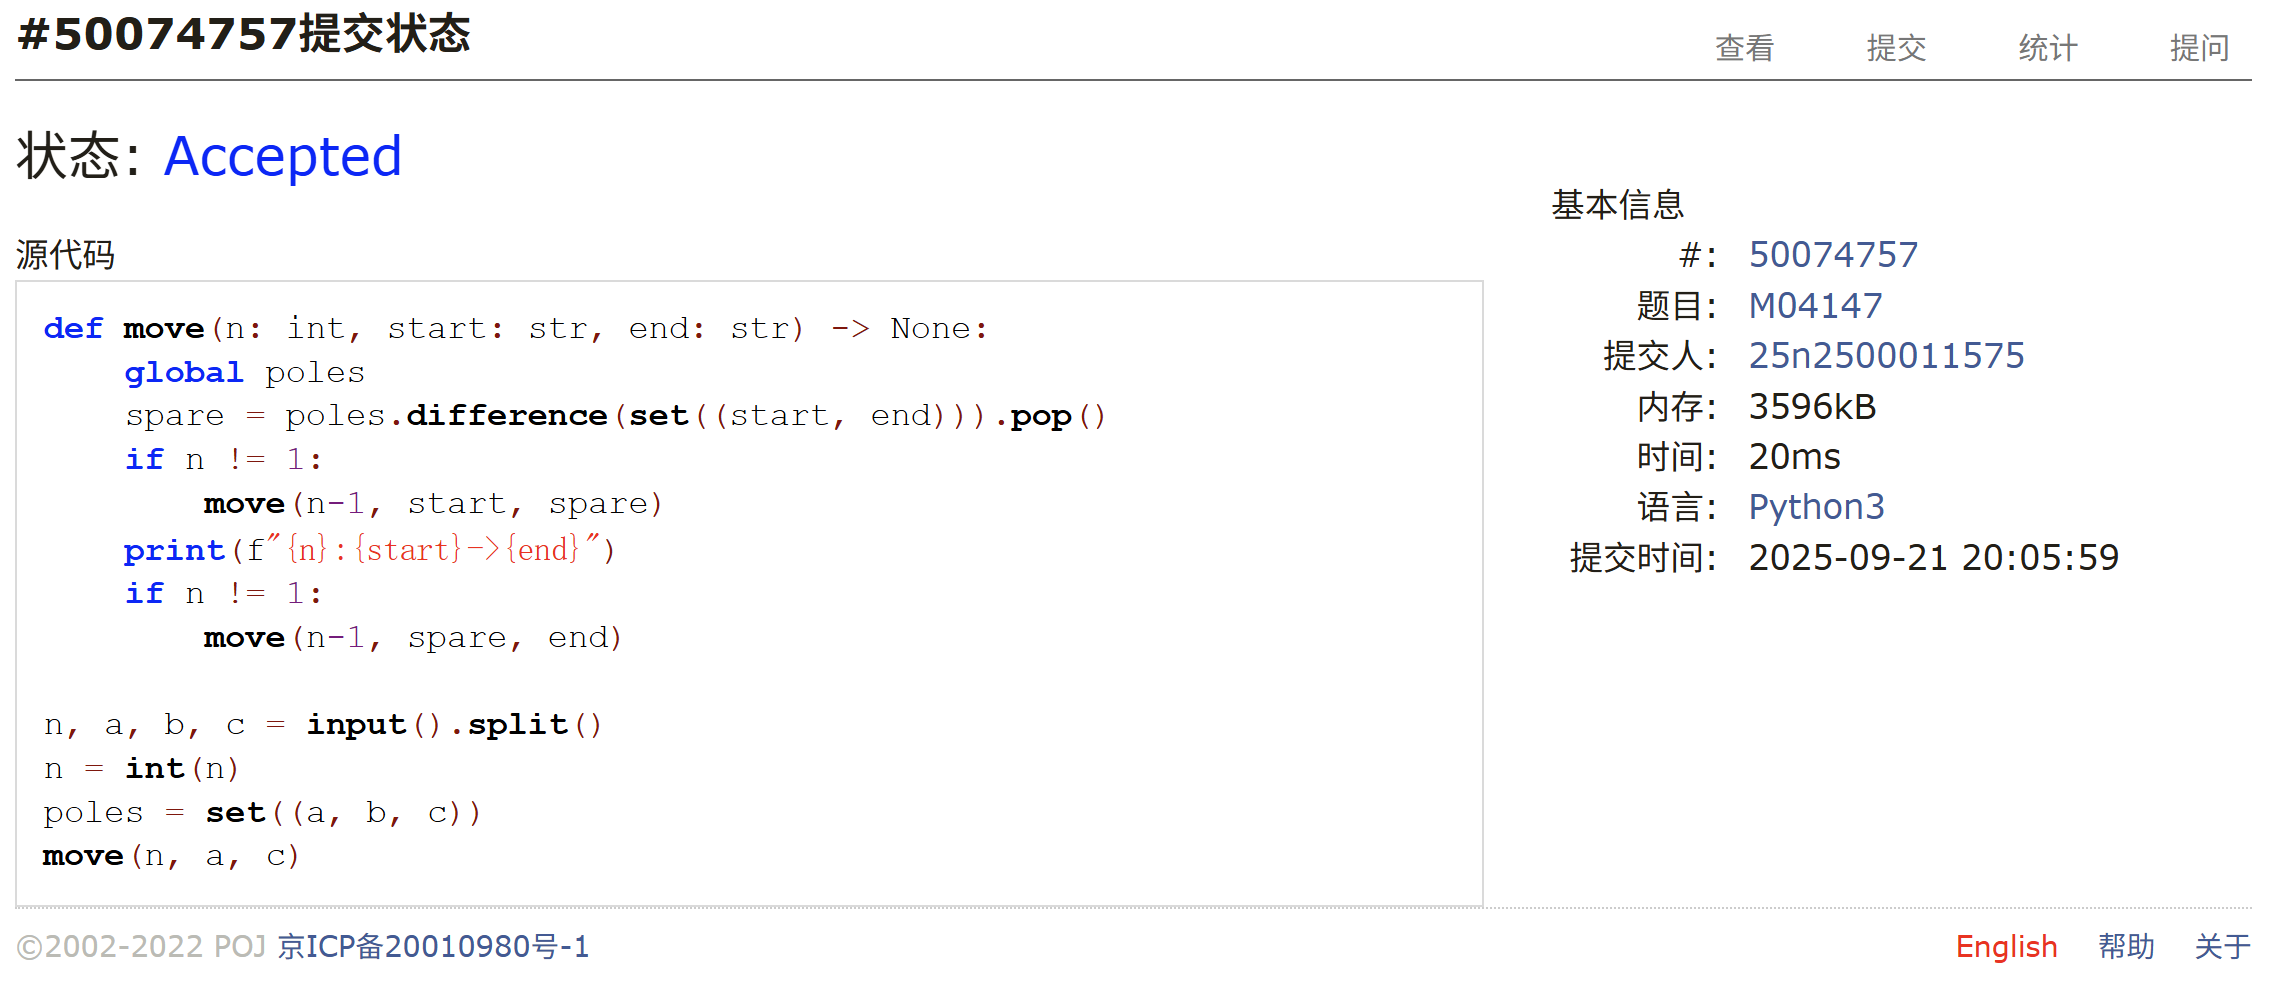 #50074757提交状态
查看 提交 统计 提问
状态: Accepted
源代码
def move(n: int, start: str, end: str) -> None:
    global poles
    spare = poles.difference(set((start, end))).pop()
    if n != 1:
        move(n-1, start, spare)
    print(f"{n}:{start}->{end}")
    if n != 1:
        move(n-1, spare, end)

n, a, b, c = input().split()
n = int(n)
poles = set((a, b, c))
move(n, a, c)
基本信息
#: 50074757
题目: M04147
提交人: 25n2500011575
内存: 3596kB
时间: 20ms
语言: Python3
提交时间: 2025-09-21 20:05:59
©2002-2022 POJ 京ICP备20010980号-1
English 帮助 关于